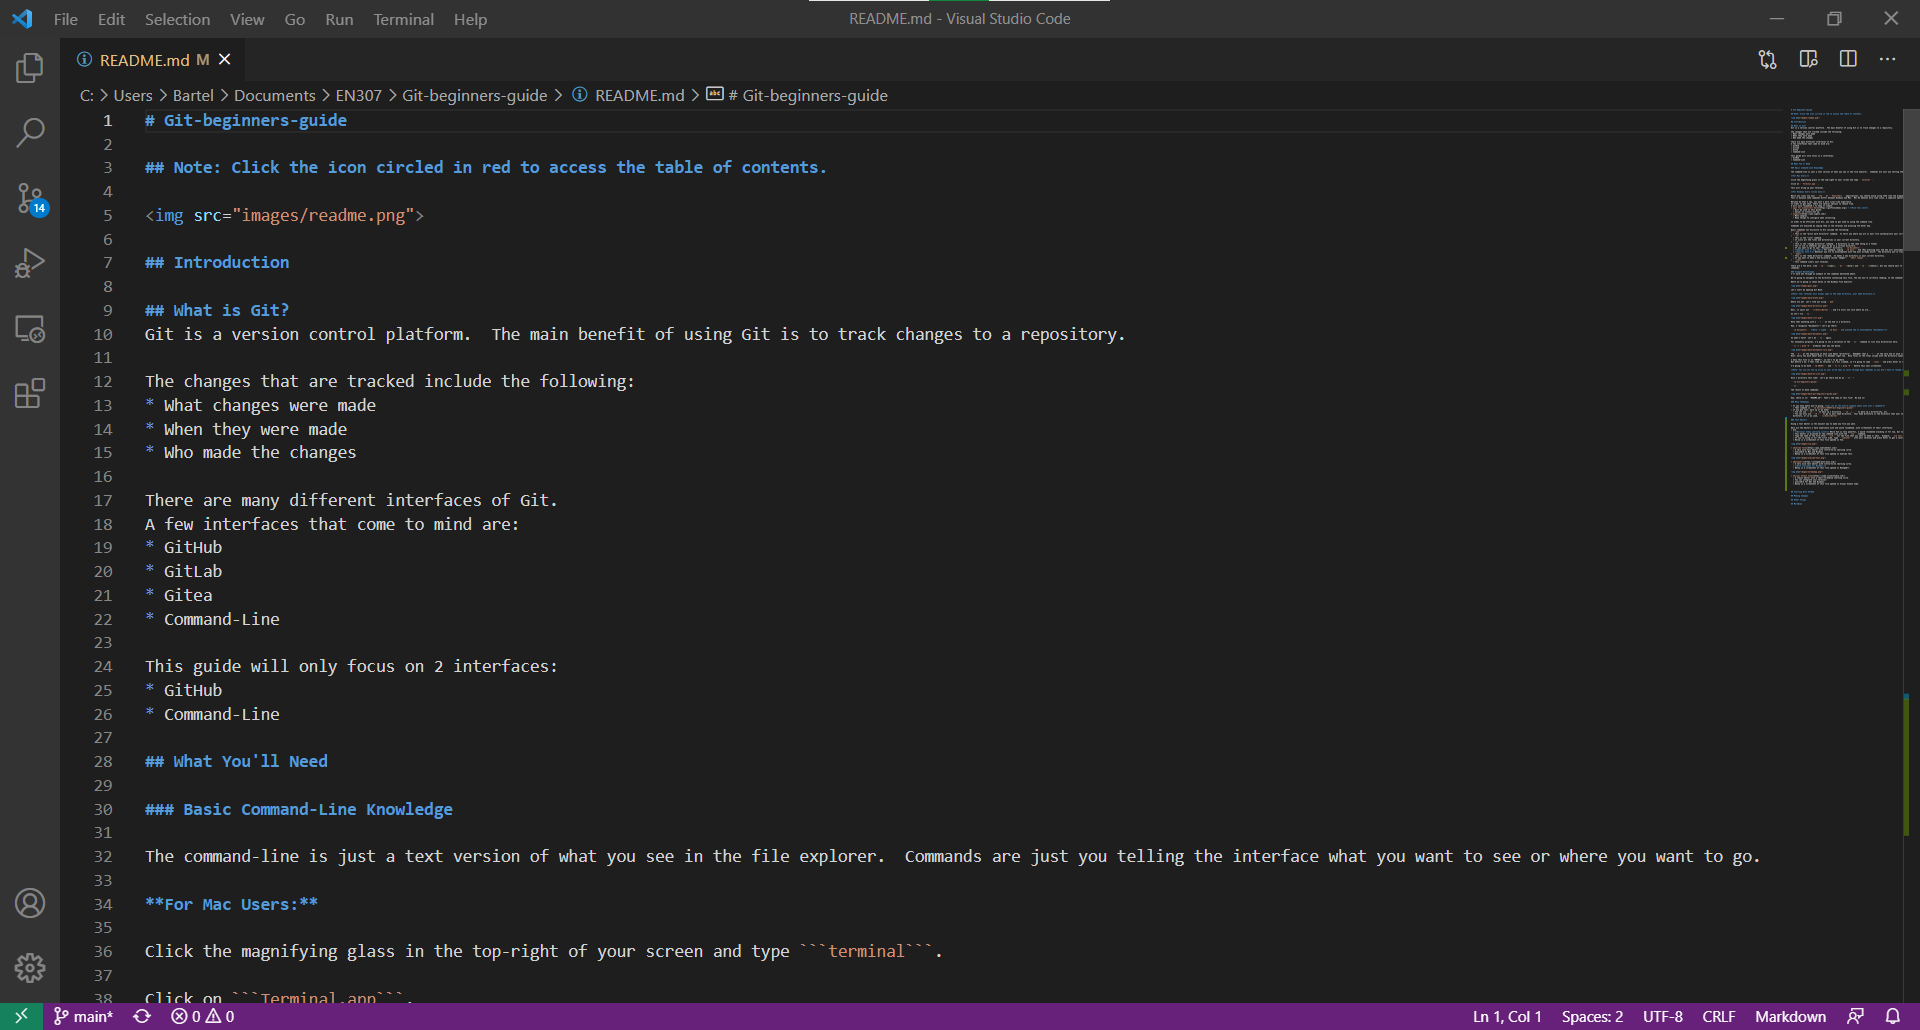 File Edit Selection View Go Run Terminal Help
README.md - Visual Studio Code
README.md M
C: > Users > Bartel > Documents > EN307 > Git-beginners-guide > README.md > # Git-beginners-guide
14
1 # Git-beginners-guide
2
3 ## Note: Click the icon circled in red to access the table of contents.
4
5 <img src="images/readme.png">
6
7 ## Introduction
8
9 ## What is Git?
10 Git is a version control platform.  The main benefit of using Git is to track changes to a repository.
11
12 The changes that are tracked include the following:
13 * What changes were made
14 * When they were made
15 * Who made the changes
16
17 There are many different interfaces of Git.
18 A few interfaces that come to mind are:
19 * GitHub
20 * GitLab
21 * Gitea
22 * Command-Line
23
24 This guide will only focus on 2 interfaces:
25 * GitHub
26 * Command-Line
27
28 ## What You'll Need
29
30 ### Basic Command-Line Knowledge
31
32 The command-line is just a text version of what you see in the file explorer.  Commands are just you telling the interface what you want to see or where you want to go.
33
34 **For Mac Users:**
35
36 Click the magnifying glass in the top-right of your screen and type ```terminal```.
37
38 Click on ```Terminal.app```.
main* 0 0
Ln 1, Col 1 Spaces: 2 UTF-8 CRLF Markdown